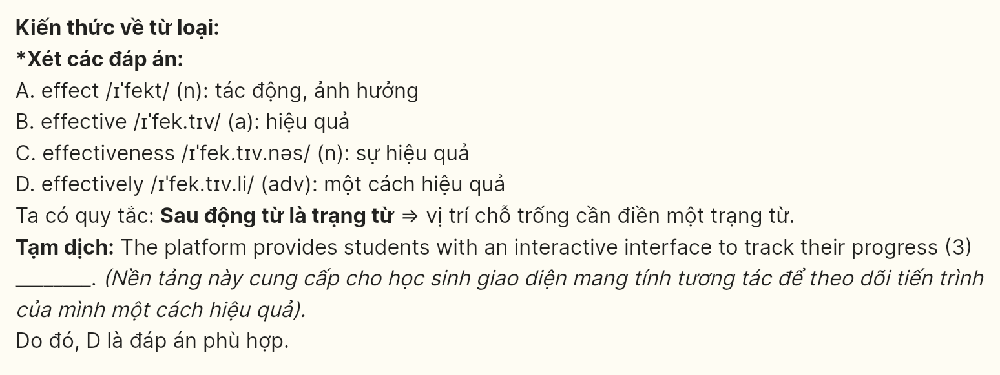 Kiến thức về từ loại:
*Xét các đáp án:
A. effect /ɪˈfekt/ (n): tác động, ảnh hưởng
B. effective /ɪˈfek.tɪv/ (a): hiệu quả
C. effectiveness /ɪˈfek.tɪv.nəs/ (n): sự hiệu quả
D. effectively /ɪˈfek.tɪv.li/ (adv): một cách hiệu quả
Ta có quy tắc: Sau động từ là trạng từ ⇒ vị trí chỗ trống cần điền một trạng từ.
Tạm dịch: The platform provides students with an interactive interface to track their progress (3)
________. (Nền tảng này cung cấp cho học sinh giao diện mang tính tương tác để theo dõi tiến trình
của mình một cách hiệu quả).
Do đó, D là đáp án phù hợp.